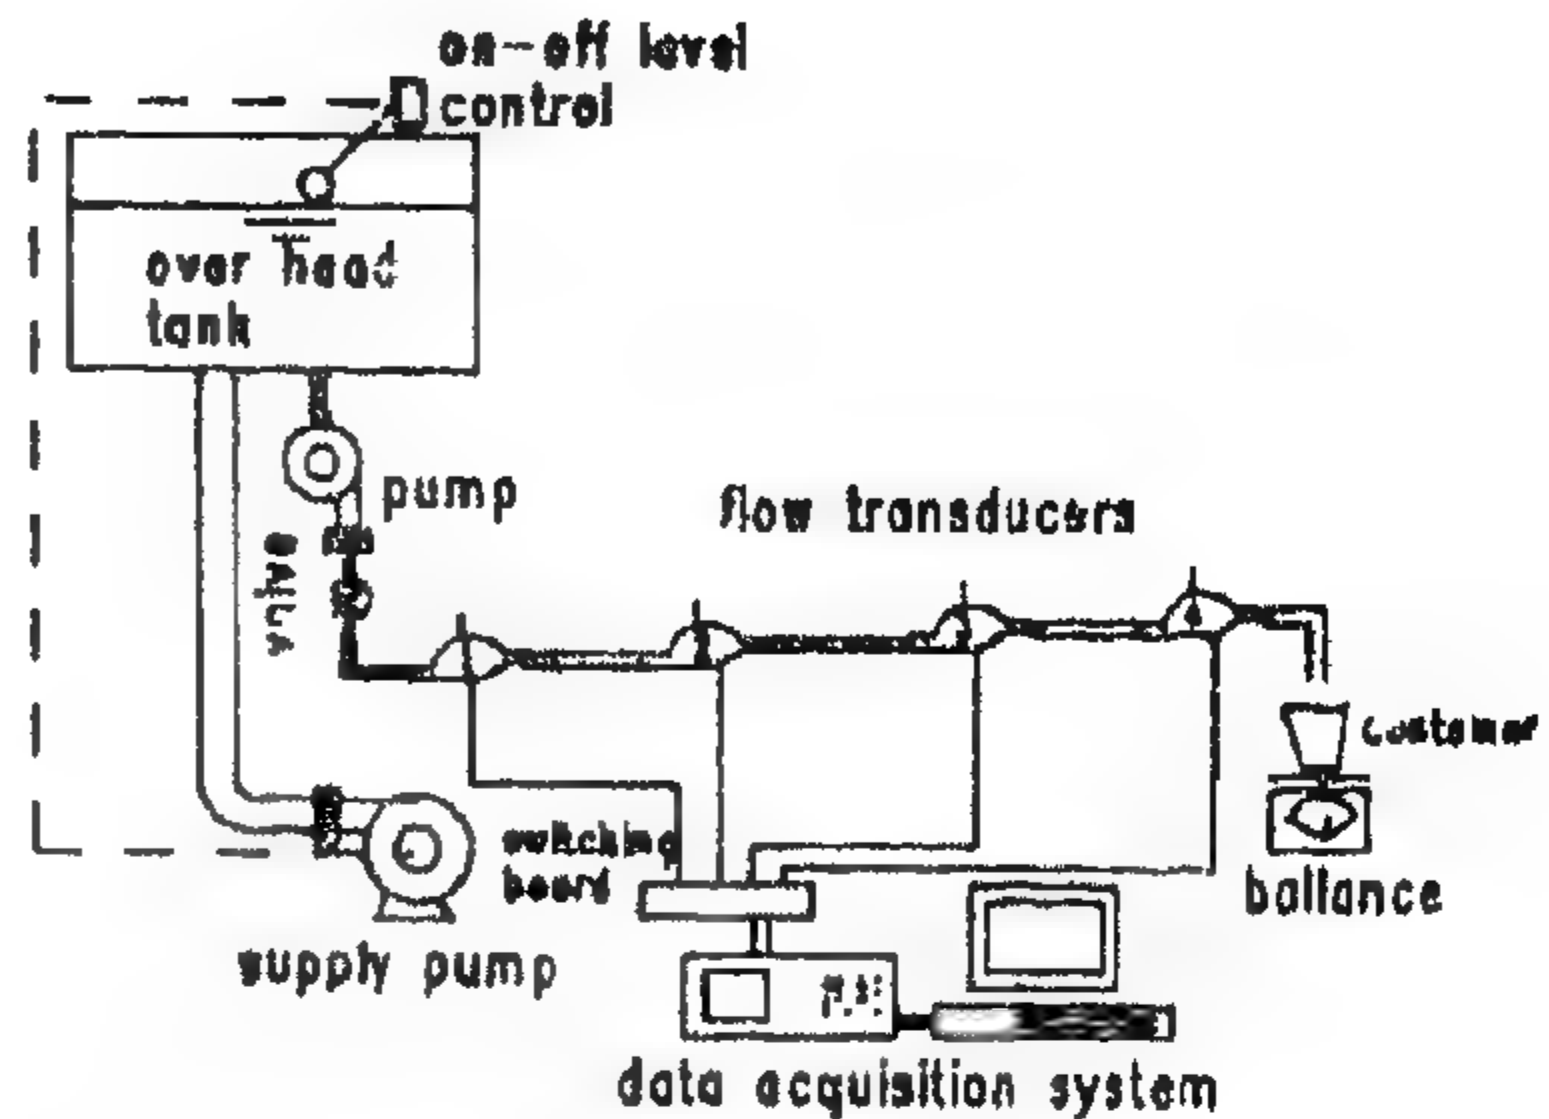 on-off level
control
over head
tank
pump
valve
flow transducers
container
switching
board
ballance
supply pump
data acquisition system